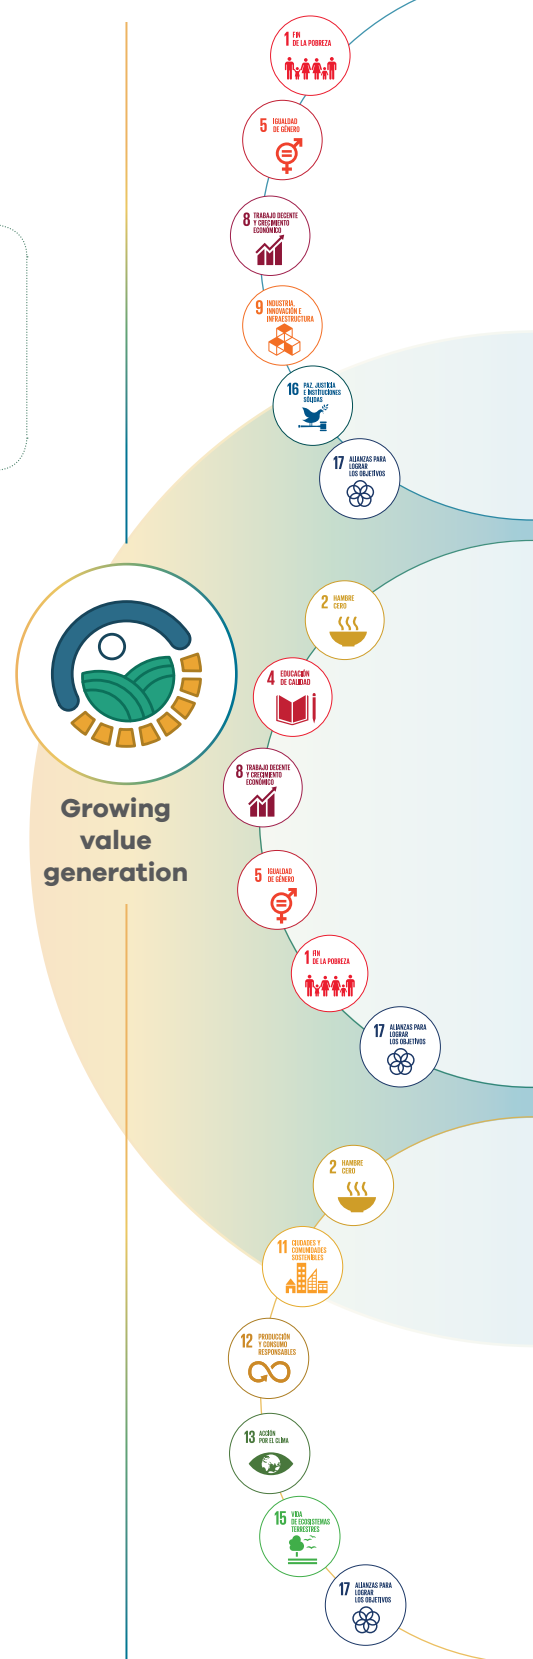 1 FIN
DE LA POBREZA
5 IGUALDAD
DE GÉNERO
8 TRABAJO DECENTE
Y CRECIMIENTO
ECONÓMICO
9 INDUSTRIA,
INNOVACIÓN E
INFRAESTRUCTURA
16 PAZ, JUSTICIA
E INSTITUCIONES
SÓLIDAS
17 ALIANZAS PARA
LOGRAR
LOS OBJETIVOS
2 HAMBRE
CERO
4 EDUCACIÓN
DE CALIDAD
8 TRABAJO DECENTE
Y CRECIMIENTO
ECONÓMICO
Growing
value
generation
5 IGUALDAD
DE GÉNERO
1 FIN
DE LA POBREZA
17 ALIANZAS PARA
LOGRAR
LOS OBJETIVOS
2 HAMBRE
CERO
11 CIUDADES Y
COMUNIDADES
SOSTENIBLES
12 PRODUCCIÓN
Y CONSUMO
RESPONSABLES
13 ACCIÓN
POR EL CLIMA
15 VIDA
DE ECOSISTEMAS
TERRESTRES
17 ALIANZAS PARA
LOGRAR
LOS OBJETIVOS